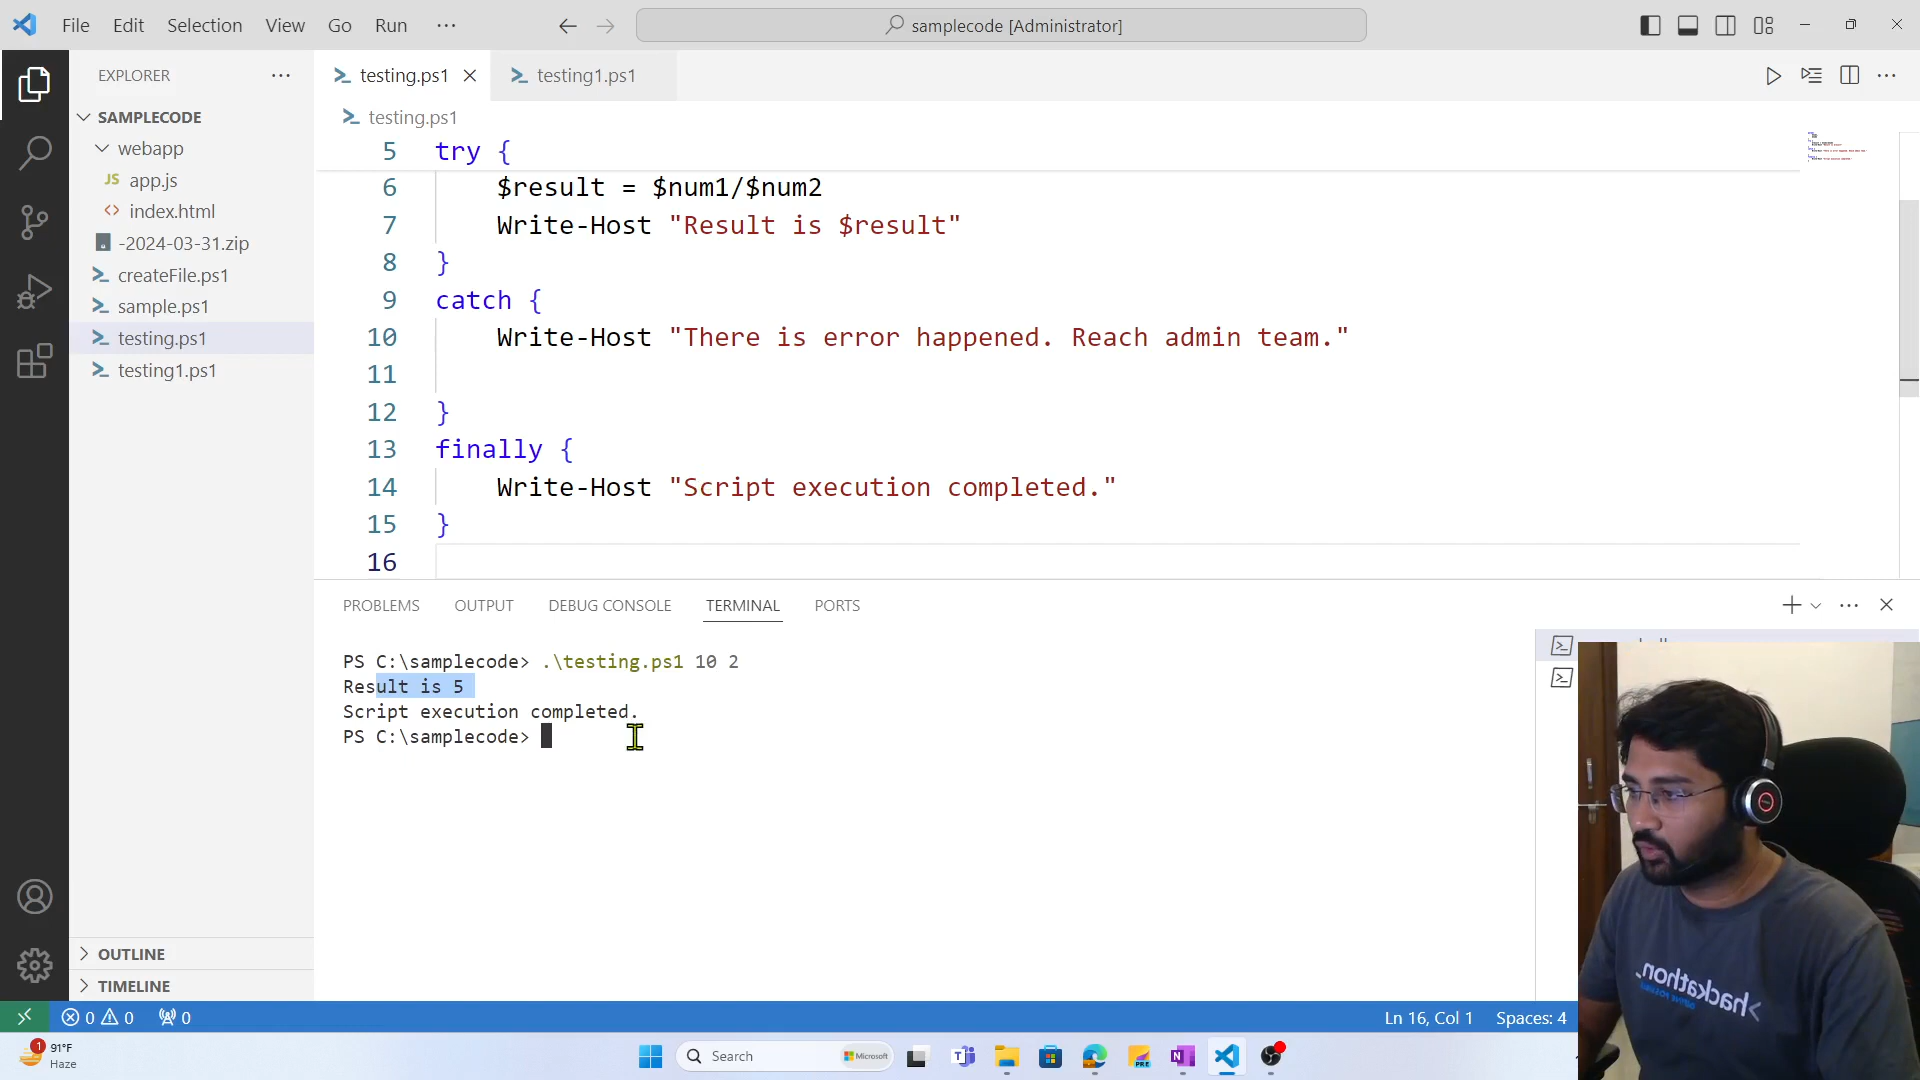 File Edit Selection View Go Run ···
samplecode [Administrator]
EXPLORER ···
SAMPLECODE
webapp
JS app.js
<> index.html
-2024-03-31.zip
createFile.ps1
sample.ps1
testing.ps1
testing1.ps1
OUTLINE
TIMELINE
testing.ps1
testing1.ps1
testing.ps1
5 try {
6 $result = $num1/$num2
7 Write-Host "Result is $result"
8 }
9 catch {
10 Write-Host "There is error happened. Reach admin team."
11
12 }
13 finally {
14 Write-Host "Script execution completed."
15 }
16
PROBLEMS OUTPUT DEBUG CONSOLE TERMINAL PORTS
PS C:\samplecode> .\testing.ps1 10 2
Result is 5
Script execution completed.
PS C:\samplecode>
>hackathon_
0 0 0
Ln 16, Col 1 Spaces: 4
1
91°F
Haze
Search
Microsoft
PRE